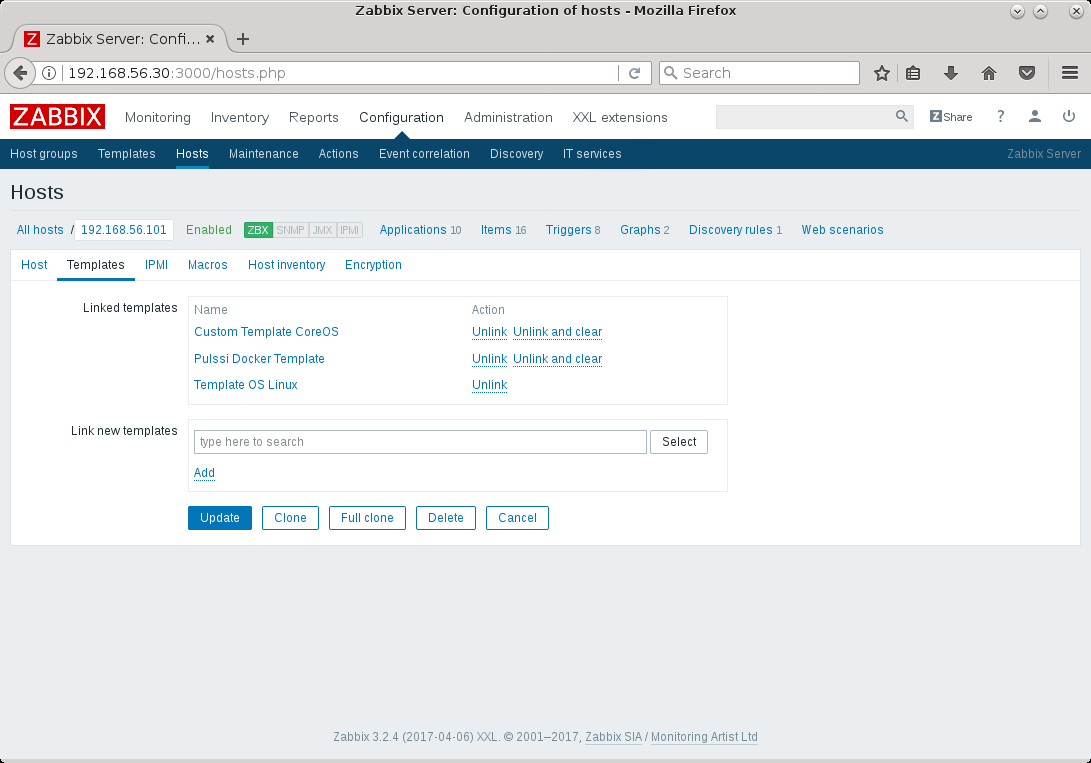 Zabbix Server: Configuration of hosts - Mozilla Firefox
Z Zabbix Server: Confi... × +
192.168.56.30:3000/hosts.php Search
ZABBIX Monitoring Inventory Reports Configuration Administration XXL extensions Z Share ?
Host groups Templates Hosts Maintenance Actions Event correlation Discovery IT services Zabbix Server
Hosts
All hosts / 192.168.56.101 Enabled ZBX SNMP JMX IPMI Applications 10 Items 16 Triggers 8 Graphs 2 Discovery rules 1 Web scenarios
Host Templates IPMI Macros Host inventory Encryption
Linked templates Name Action
Custom Template CoreOS Unlink Unlink and clear
Pulssi Docker Template Unlink Unlink and clear
Template OS Linux Unlink
Link new templates type here to search Select
Add
Update Clone Full clone Delete Cancel
Zabbix 3.2.4 (2017-04-06) XXL. © 2001–2017, Zabbix SIA / Monitoring Artist Ltd